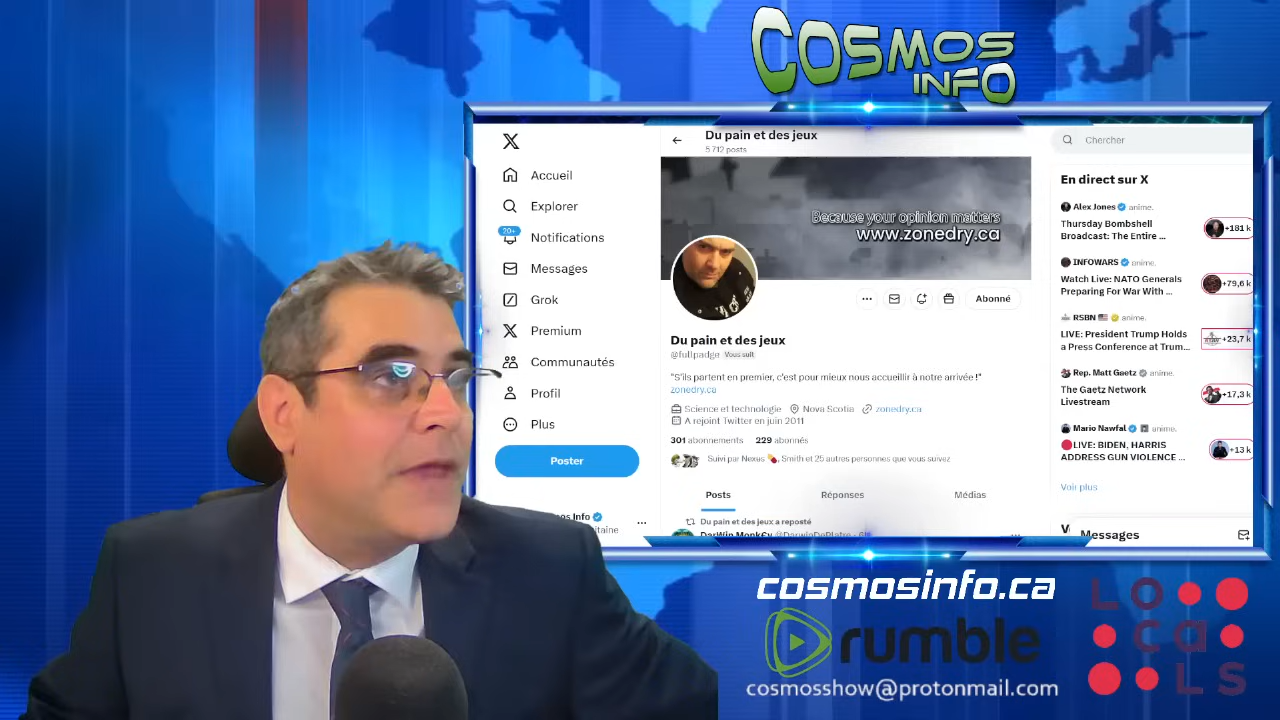 COSMOS
INFO
Du pain et des jeux
5 712 posts
Chercher
Accueil
Explorer
20+
Notifications
Messages
Grok
Premium
Communautés
Profil
Plus
Poster
Because your opinion matters
www.zonedry.ca
Abonné
Du pain et des jeux
@fullpadge Vous suit
"S'ils partent en premier, c'est pour mieux nous accueillir à notre arrivée !"
zonedry.ca
Science et technologie Nova Scotia zonedry.ca
A rejoint Twitter en juin 2011
301 abonnements 229 abonnés
Suivi par Nexus, Smith et 25 autres personnes que vous suivez
Posts Réponses Médias
Du pain et des jeux a reposté
En direct sur X
Alex Jones anime.
Thursday Bombshell
Broadcast: The Entire ...
+181 k
INFOWARS anime.
Watch Live: NATO Generals
Preparing For War With ...
+79,6 k
RSBN anime.
LIVE: President Trump Holds
a Press Conference at Trum...
+23,7 k
Rep. Matt Gaetz anime.
The Gaetz Network
Livestream
+17,3 k
Mario Nawfal anime.
LIVE: BIDEN, HARRIS
ADDRESS GUN VIOLENCE ...
+13 k
Voir plus
Messages
cosmosinfo.ca
rumble
cosmosshow@protonmail.com
LOcaLS